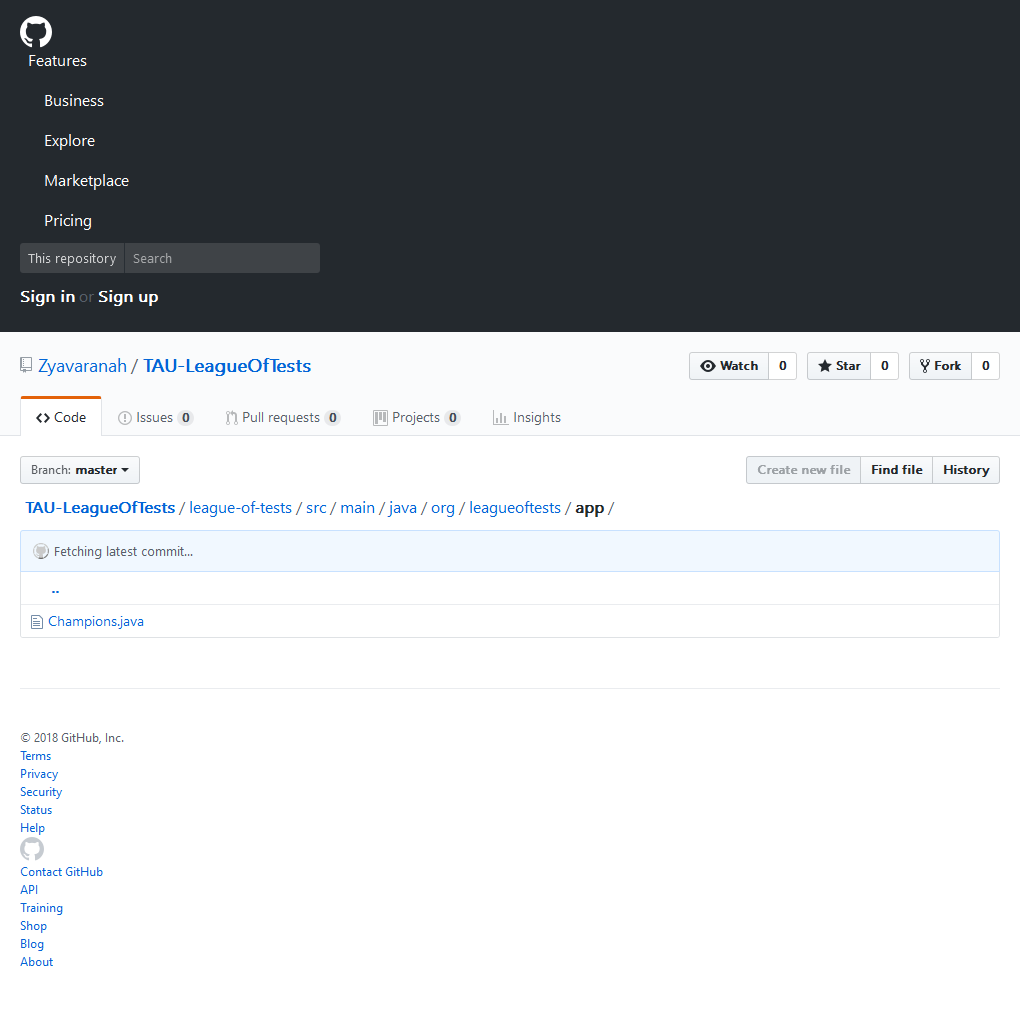 Features
Business
Explore
Marketplace
Pricing
This repository Search
Sign in or Sign up
Zyavaranah / TAU-LeagueOfTests
Watch 0 Star 0 Fork 0
Code Issues 0 Pull requests 0 Projects 0 Insights
Branch: master Create new file Find file History
TAU-LeagueOfTests / league-of-tests / src / main / java / org / leagueoftests / app /
Fetching latest commit...
..
Champions.java
© 2018 GitHub, Inc.
Terms
Privacy
Security
Status
Help
Contact GitHub
API
Training
Shop
Blog
About